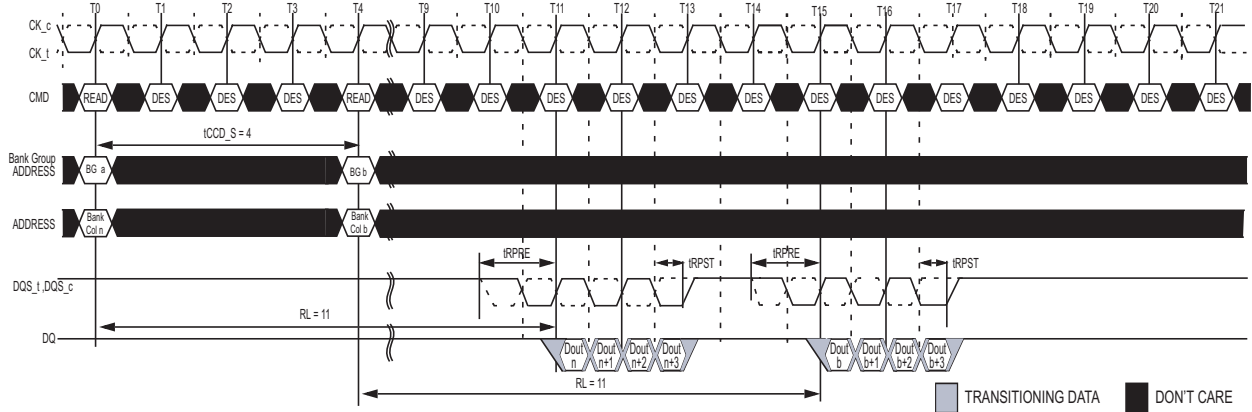 T0 T1 T2 T3 T4 T9 T10 T11 T12 T13 T14 T15 T16 T17 T18 T19 T20 T21
CK_c
CK_t
CMD READ DES DES DES READ DES DES DES DES DES DES DES DES DES DES DES DES DES
tCCD_S = 4
Bank Group
ADDRESS BG a BG b
ADDRESS Bank Col n Bank Col b
tRPRE tRPST tRPRE tRPST
DQS_t ,DQS_c
RL = 11
DQ Dout n Dout n+1 Dout n+2 Dout n+3 Dout b Dout b+1 Dout b+2 Dout b+3
RL = 11
TRANSITIONING DATA DON'T CARE